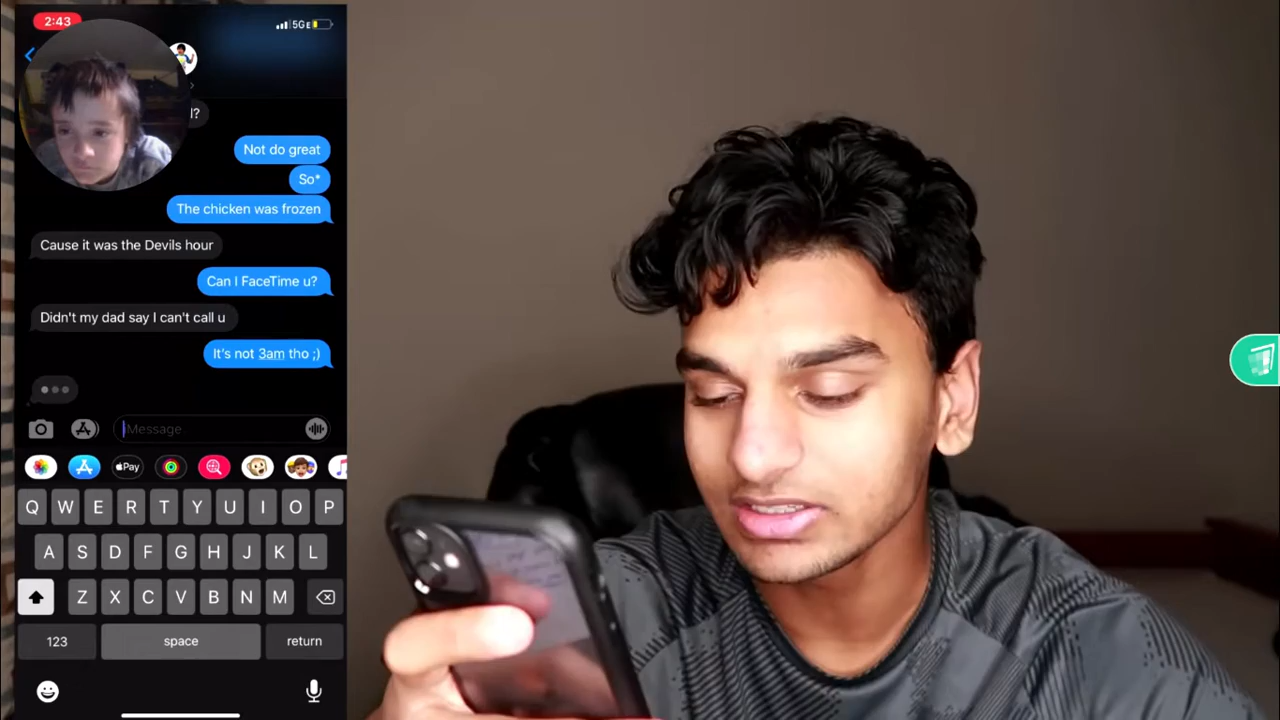 2:43
5GE
l?
Not do great
So*
The chicken was frozen
Cause it was the Devils hour
Can I FaceTime u?
Didn't my dad say I can't call u
It's not 3am tho ;)
Message
Pay
Q W E R T Y U I O P
A S D F G H J K L
Z X C V B N M
123 space return